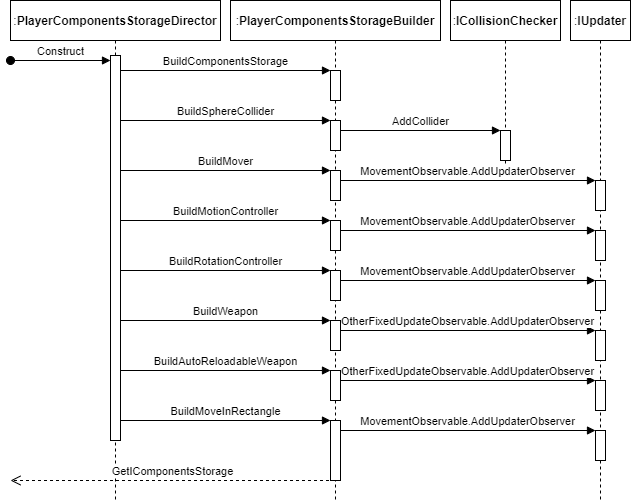 :PlayerComponentsStorageDirector
:PlayerComponentsStorageBuilder
:ICollisionChecker
:IUpdater
Construct
BuildComponentsStorage
BuildSphereCollider
AddCollider
BuildMover
MovementObservable.AddUpdaterObserver
BuildMotionController
MovementObservable.AddUpdaterObserver
BuildRotationController
MovementObservable.AddUpdaterObserver
BuildWeapon
OtherFixedUpdateObservable.AddUpdaterObserver
BuildAutoReloadableWeapon
OtherFixedUpdateObservable.AddUpdaterObserver
BuildMoveInRectangle
MovementObservable.AddUpdaterObserver
GetIComponentsStorage